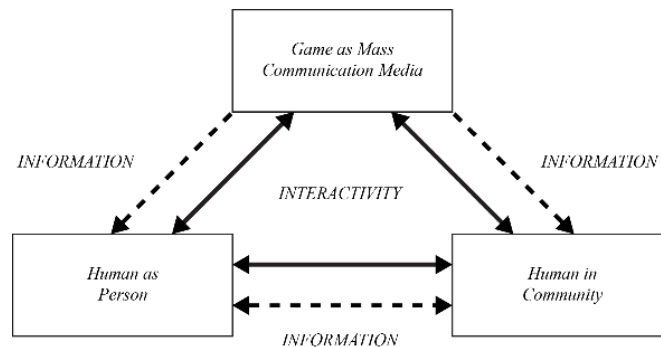 Game as Mass
Communication Media
INFORMATION
INFORMATION
INTERACTIVITY
Human as
Person
Human in
Community
INFORMATION